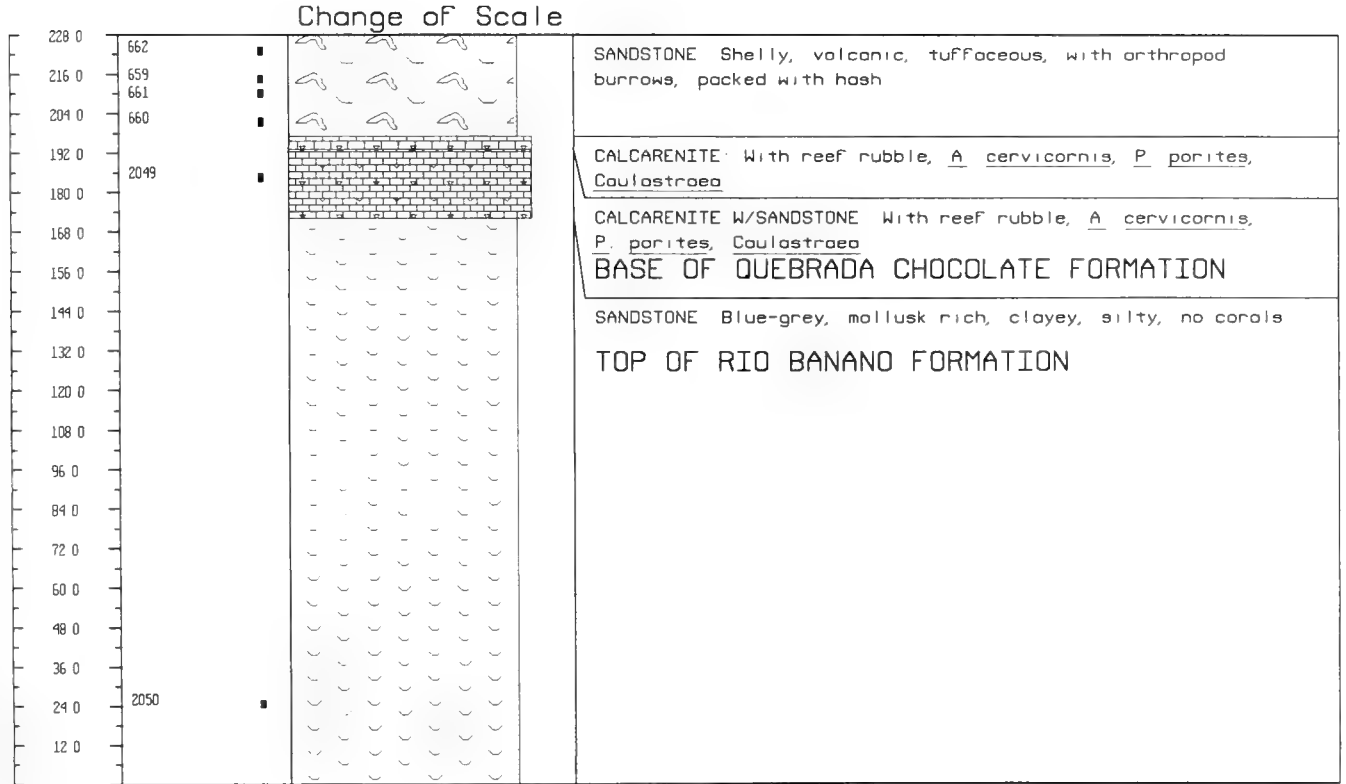 Change of Scale
228 0
216 0
204 0
192 0
180 0
168 0
156 0
144 0
132 0
120 0
108 0
96 0
84 0
72 0
60 0
48 0
36 0
24 0
12 0
662
659
661
660
2049
2050
SANDSTONE Shelly, volcanic, tuffaceous, with arthropod
burrows, packed with hash
CALCARENITE With reef rubble, A cervicornis, P porites,
Caulastraea
CALCARENITE W/SANDSTONE With reef rubble, A cervicornis,
P. porites, Caulastraea
BASE OF QUEBRADA CHOCOLATE FORMATION
SANDSTONE Blue-grey, mollusk rich, clayey, silty, no corals
TOP OF RIO BANANO FORMATION